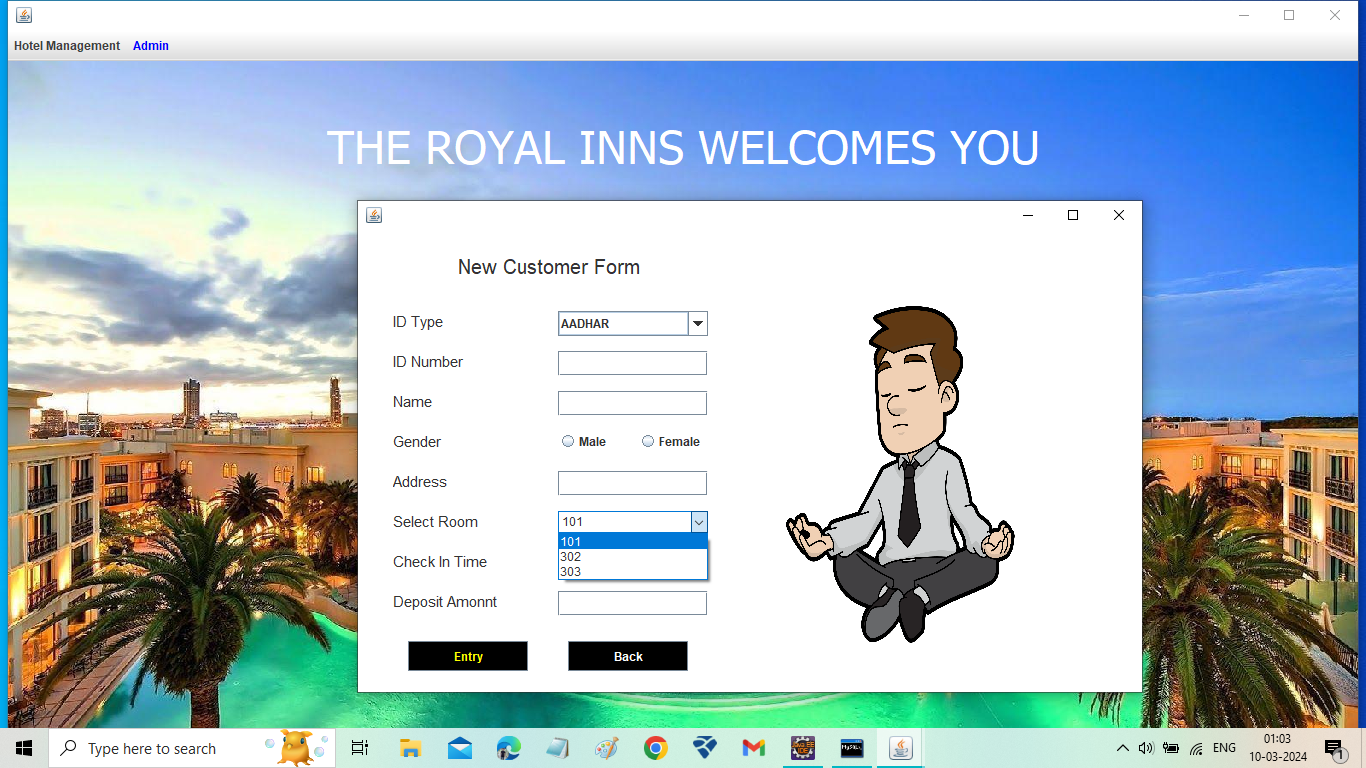 Hotel Management Admin
THE ROYAL INNS WELCOMES YOU
New Customer Form
ID Type AADHAR
ID Number
Name
Gender Male Female
Address
Select Room 101
101
302
Check In Time
303
Deposit Amonnt
Entry Back
Type here to search
ENG
01:03
10-03-2024
1